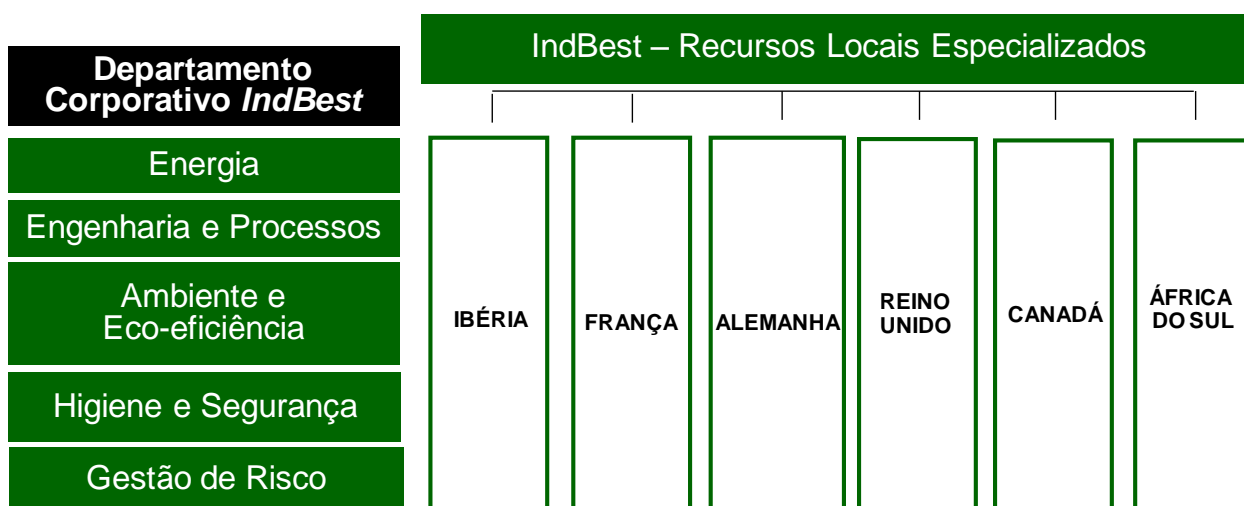 IndBest – Recursos Locais Especializados
Departamento
Corporativo IndBest
Energia
Engenharia e Processos
Ambiente e
Eco-eficiência
Higiene e Segurança
Gestão de Risco
IBÉRIA
FRANÇA
ALEMANHA
REINO
UNIDO
CANADÁ
ÁFRICA
DO SUL